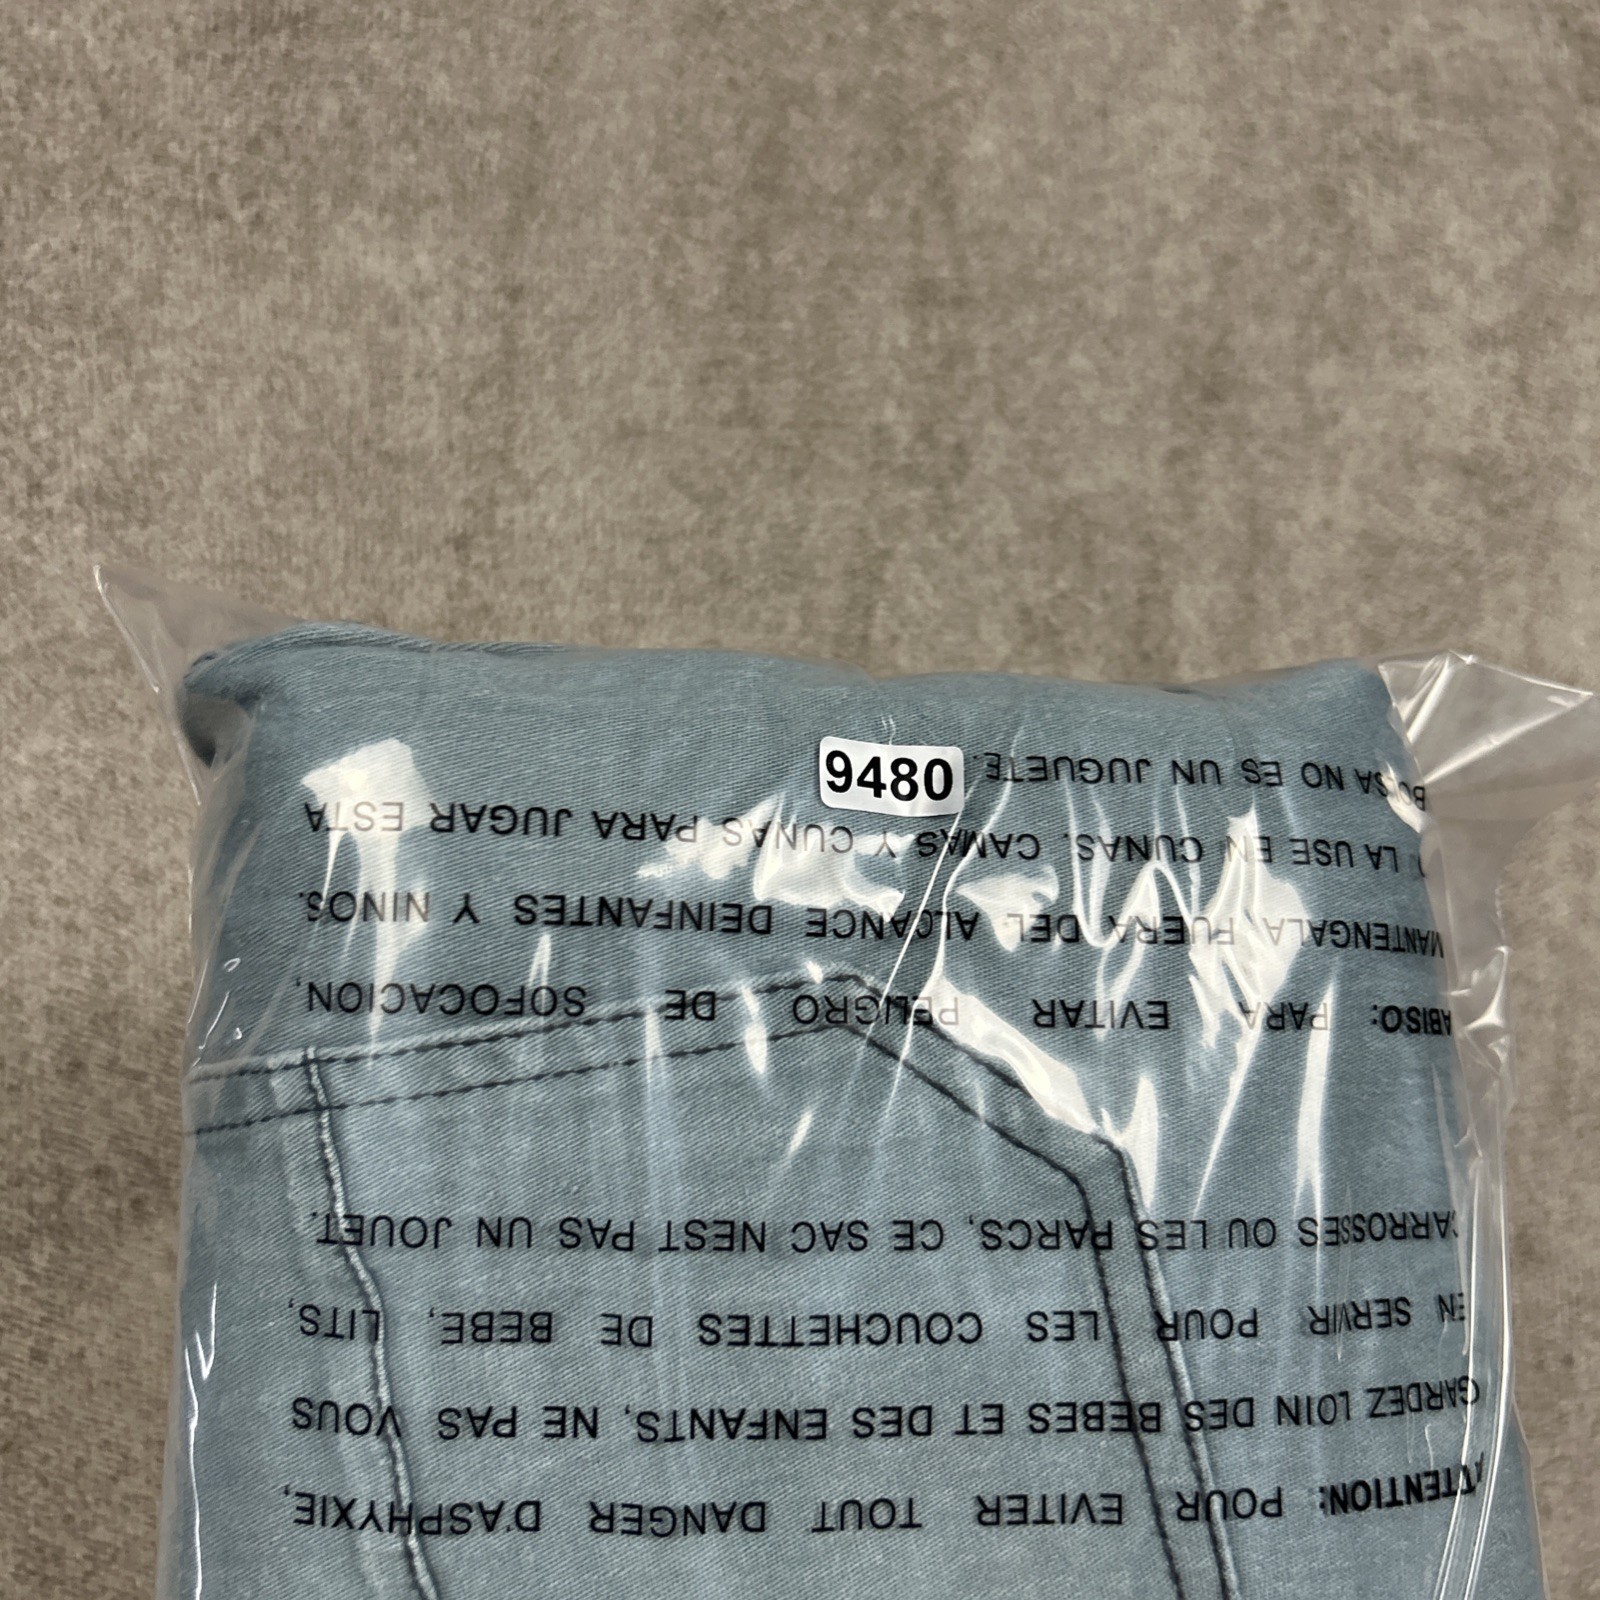 9480
ATTENTION: POUR EVITER TOUT DANGER D'ASPHYXIE,
GARDEZ LOIN DES BEBES ET DES ENFANTS, NE PAS VOUS
EN SERVIR POUR LES COUCHETTES DE BEBE, LITS,
CARROSSES OU LES PARCS, CE SAC NEST PAS UN JOUET.
ABISO: PARA EVITAR PELIGRO DE SOFOCACION,
MANTENGALA FUERA DEL ALCANCE DEINFANTES Y NINOS.
LA USE EN CUNAS, CAMAS Y CUNAS PARA JUGAR ESTA
BOLSA NO ES UN JUGUETE.